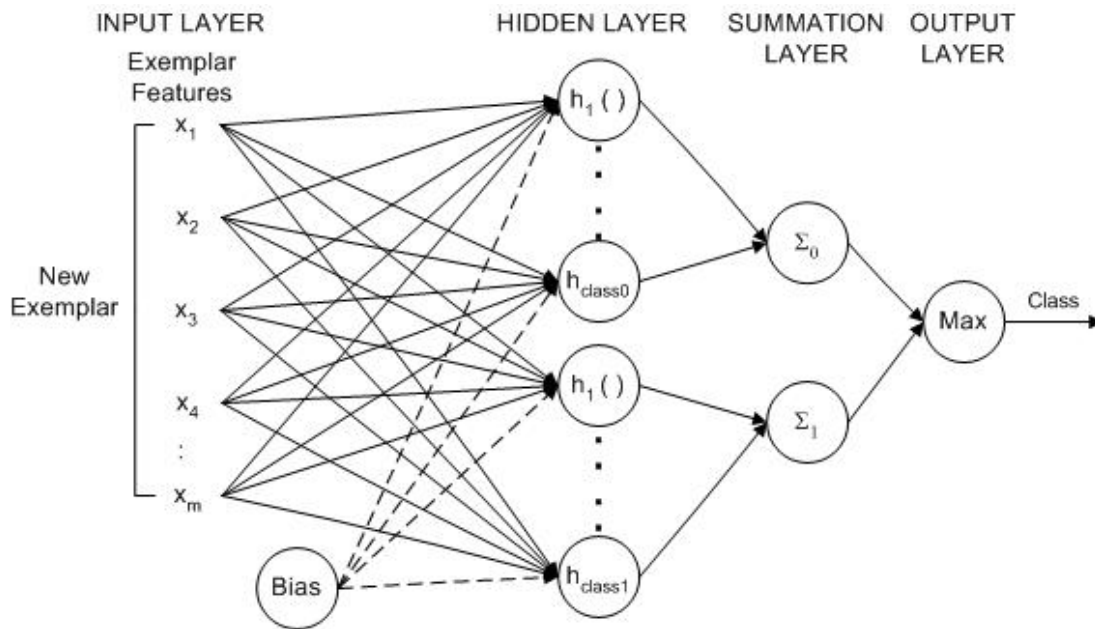 INPUT LAYER
HIDDEN LAYER
SUMMATION
LAYER
OUTPUT
LAYER
Exemplar
Features
x1
x2
x3
x4
:
xm
New
Exemplar
Bias
h1 ( )
hclass0
h1 ( )
hclass1
Σ0
Σ1
Max
Class